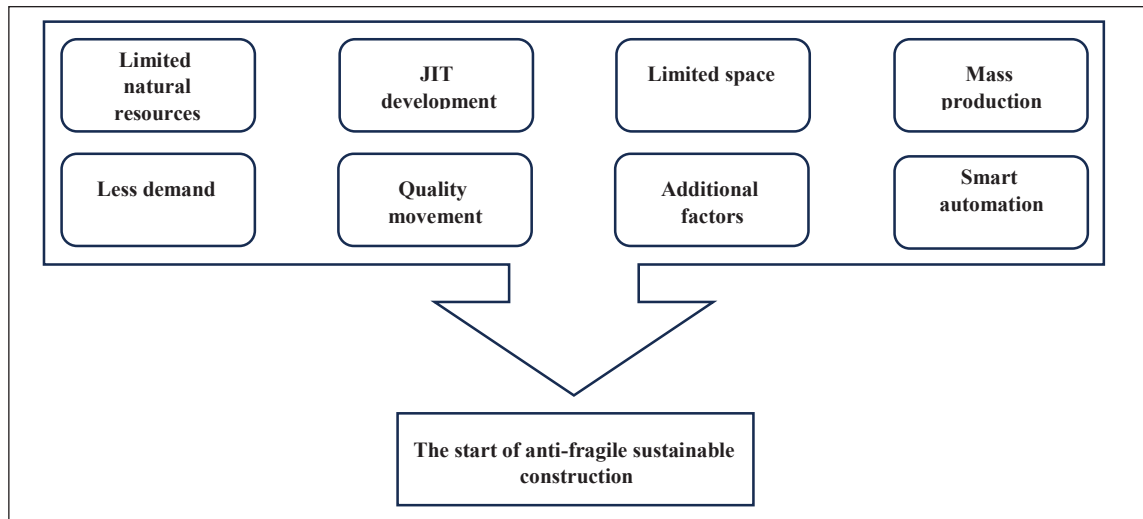 Limited
natural
resources
JIT
development
Limited space
Mass
production
Less demand
Quality
movement
Additional
factors
Smart
automation
The start of anti-fragile sustainable
construction